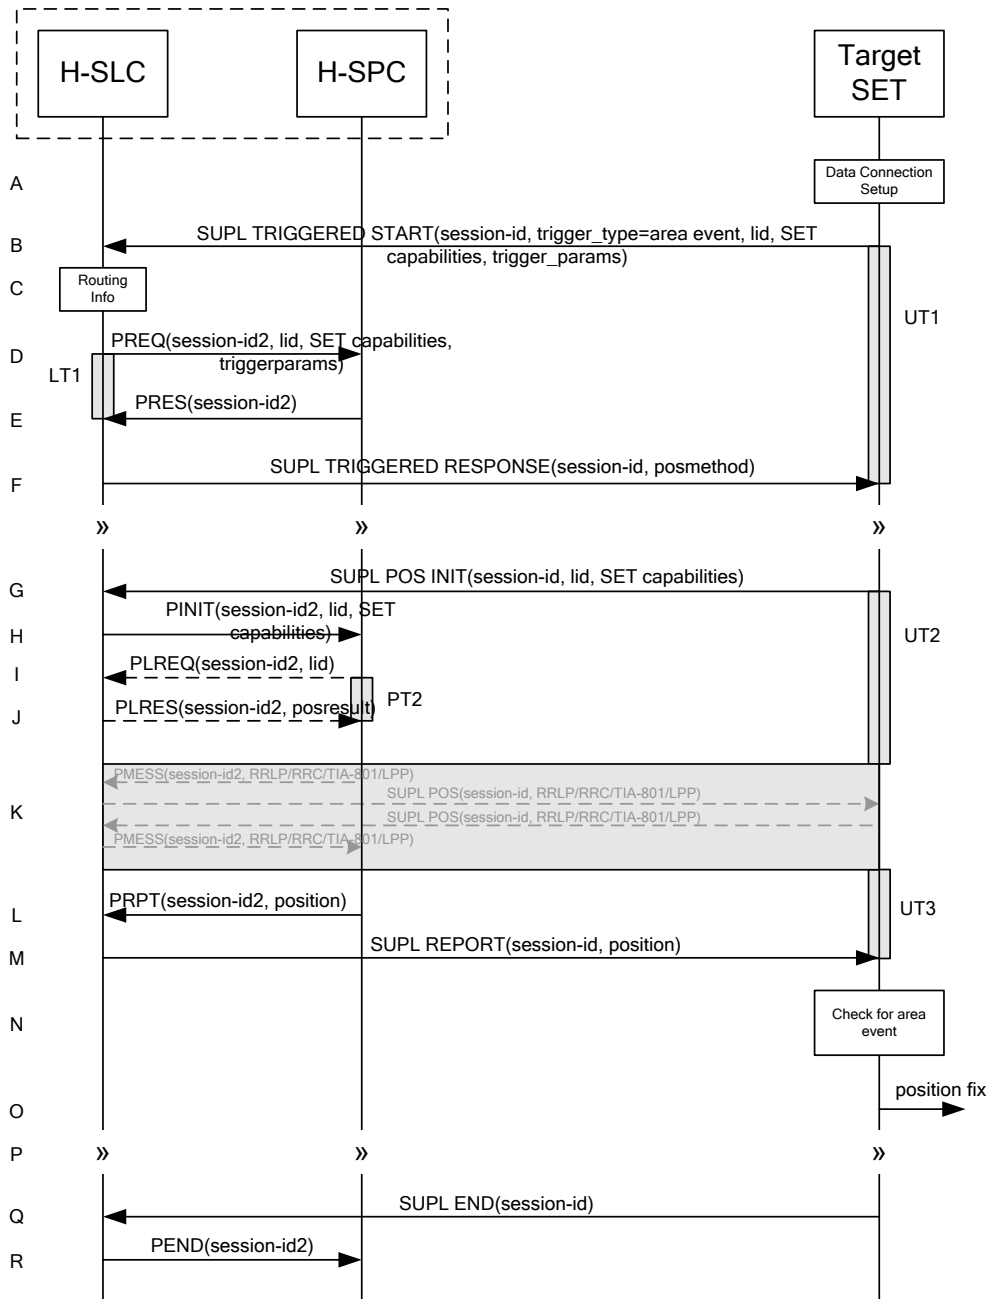 H-SLC
H-SPC
Target
SET
A
Data Connection
Setup
B
SUPL TRIGGERED START(session-id, trigger_type=area event, lid, SET
capabilities, trigger_params)
C
Routing
Info
UT1
D
PREQ(session-id2, lid, SET capabilities,
triggerparams)
LT1
E
PRES(session-id2)
F
SUPL TRIGGERED RESPONSE(session-id, posmethod)
» » »
G
SUPL POS INIT(session-id, lid, SET capabilities)
H
PINIT(session-id2, lid, SET
capabilities)
UT2
I
PLREQ(session-id2, lid)
J
PLRES(session-id2, posresult)
PT2
PMESS(session-id2, RRLP/RRC/TIA-801/LPP)
SUPL POS(session-id, RRLP/RRC/TIA-801/LPP)
K
SUPL POS(session-id, RRLP/RRC/TIA-801/LPP)
PMESS(session-id2, RRLP/RRC/TIA-801/LPP)
L
PRPT(session-id2, position)
UT3
M
SUPL REPORT(session-id, position)
N
Check for area
event
O
position fix
P
» » »
Q
SUPL END(session-id)
R
PEND(session-id2)